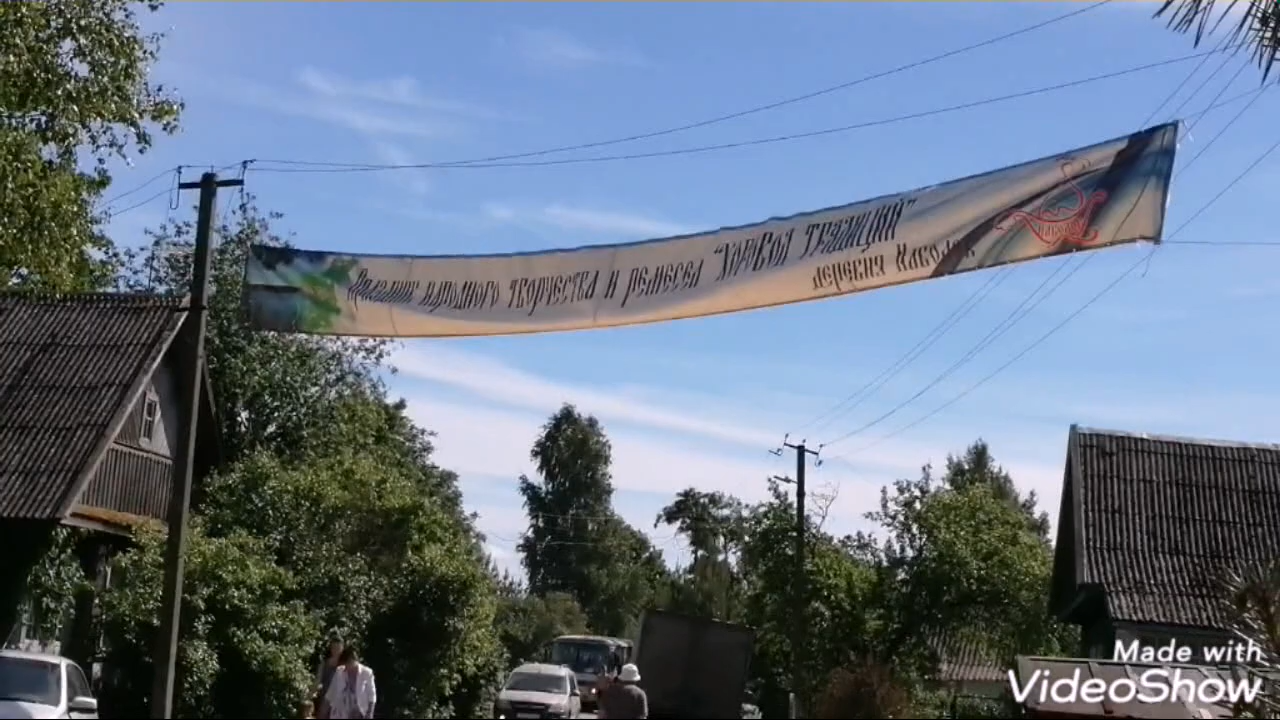 Праздник народного творчества и ремесел "ХОРОВОД ТРАДИЦИЙ"
деревня
Made with
VideoShow